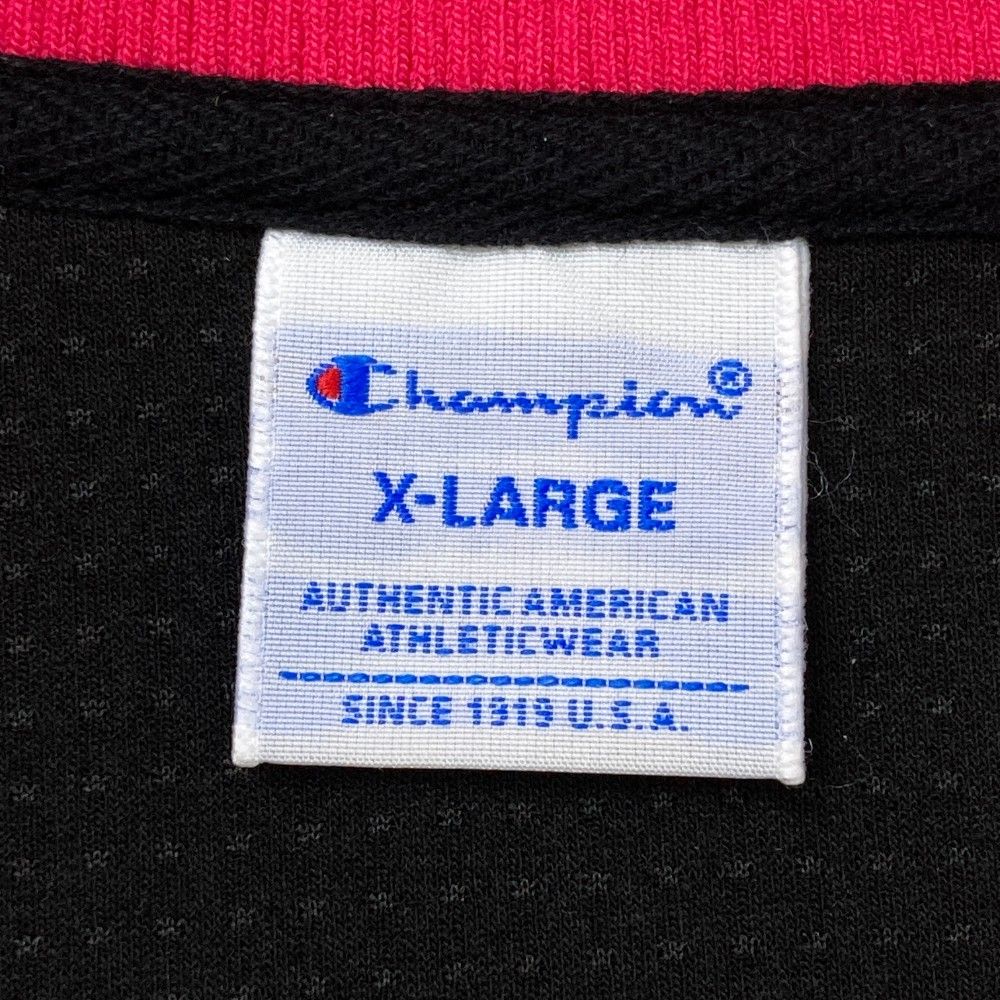 Champion®
X-LARGE
AUTHENTIC AMERICAN
ATHLETICWEAR
SINCE 1919 U.S.A.